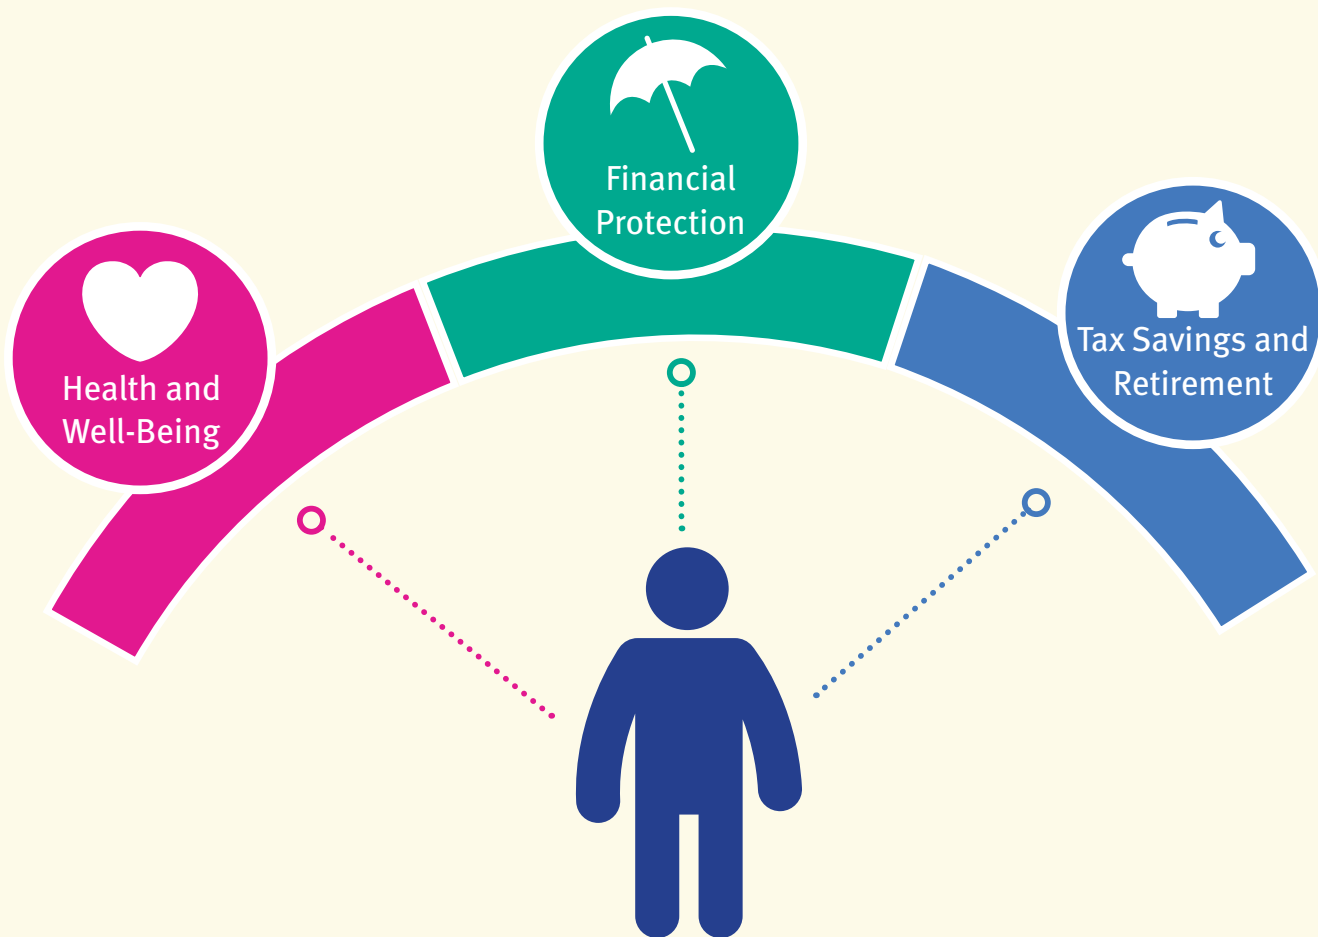 Financial
Protection
Health and
Well-Being
Tax Savings and
Retirement